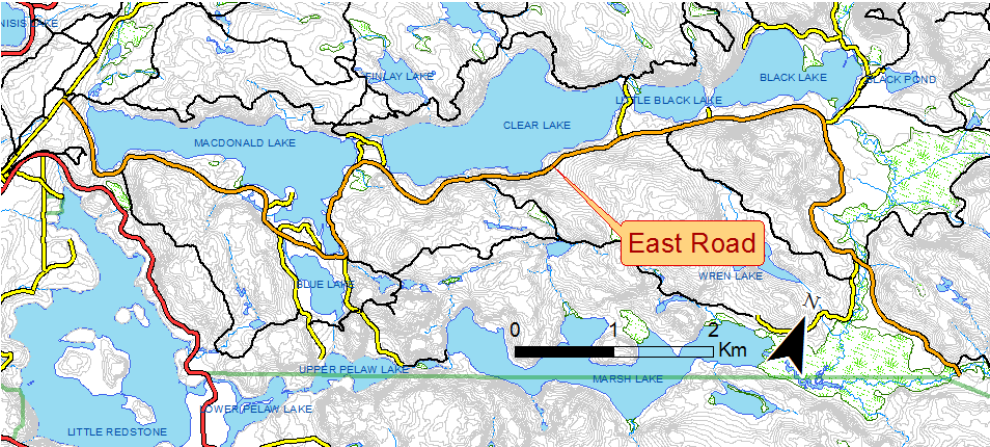 NISIS LAKE
FINLAY LAKE
BLACK LAKE
BLACK POND
LITTLE BLACK LAKE
CLEAR LAKE
MACDONALD LAKE
East Road
WREN LAKE
BLUE LAKE
N
0 1 2
Km
UPPER PELAW LAKE
MARSH LAKE
LOWER PELAW LAKE
LITTLE REDSTONE